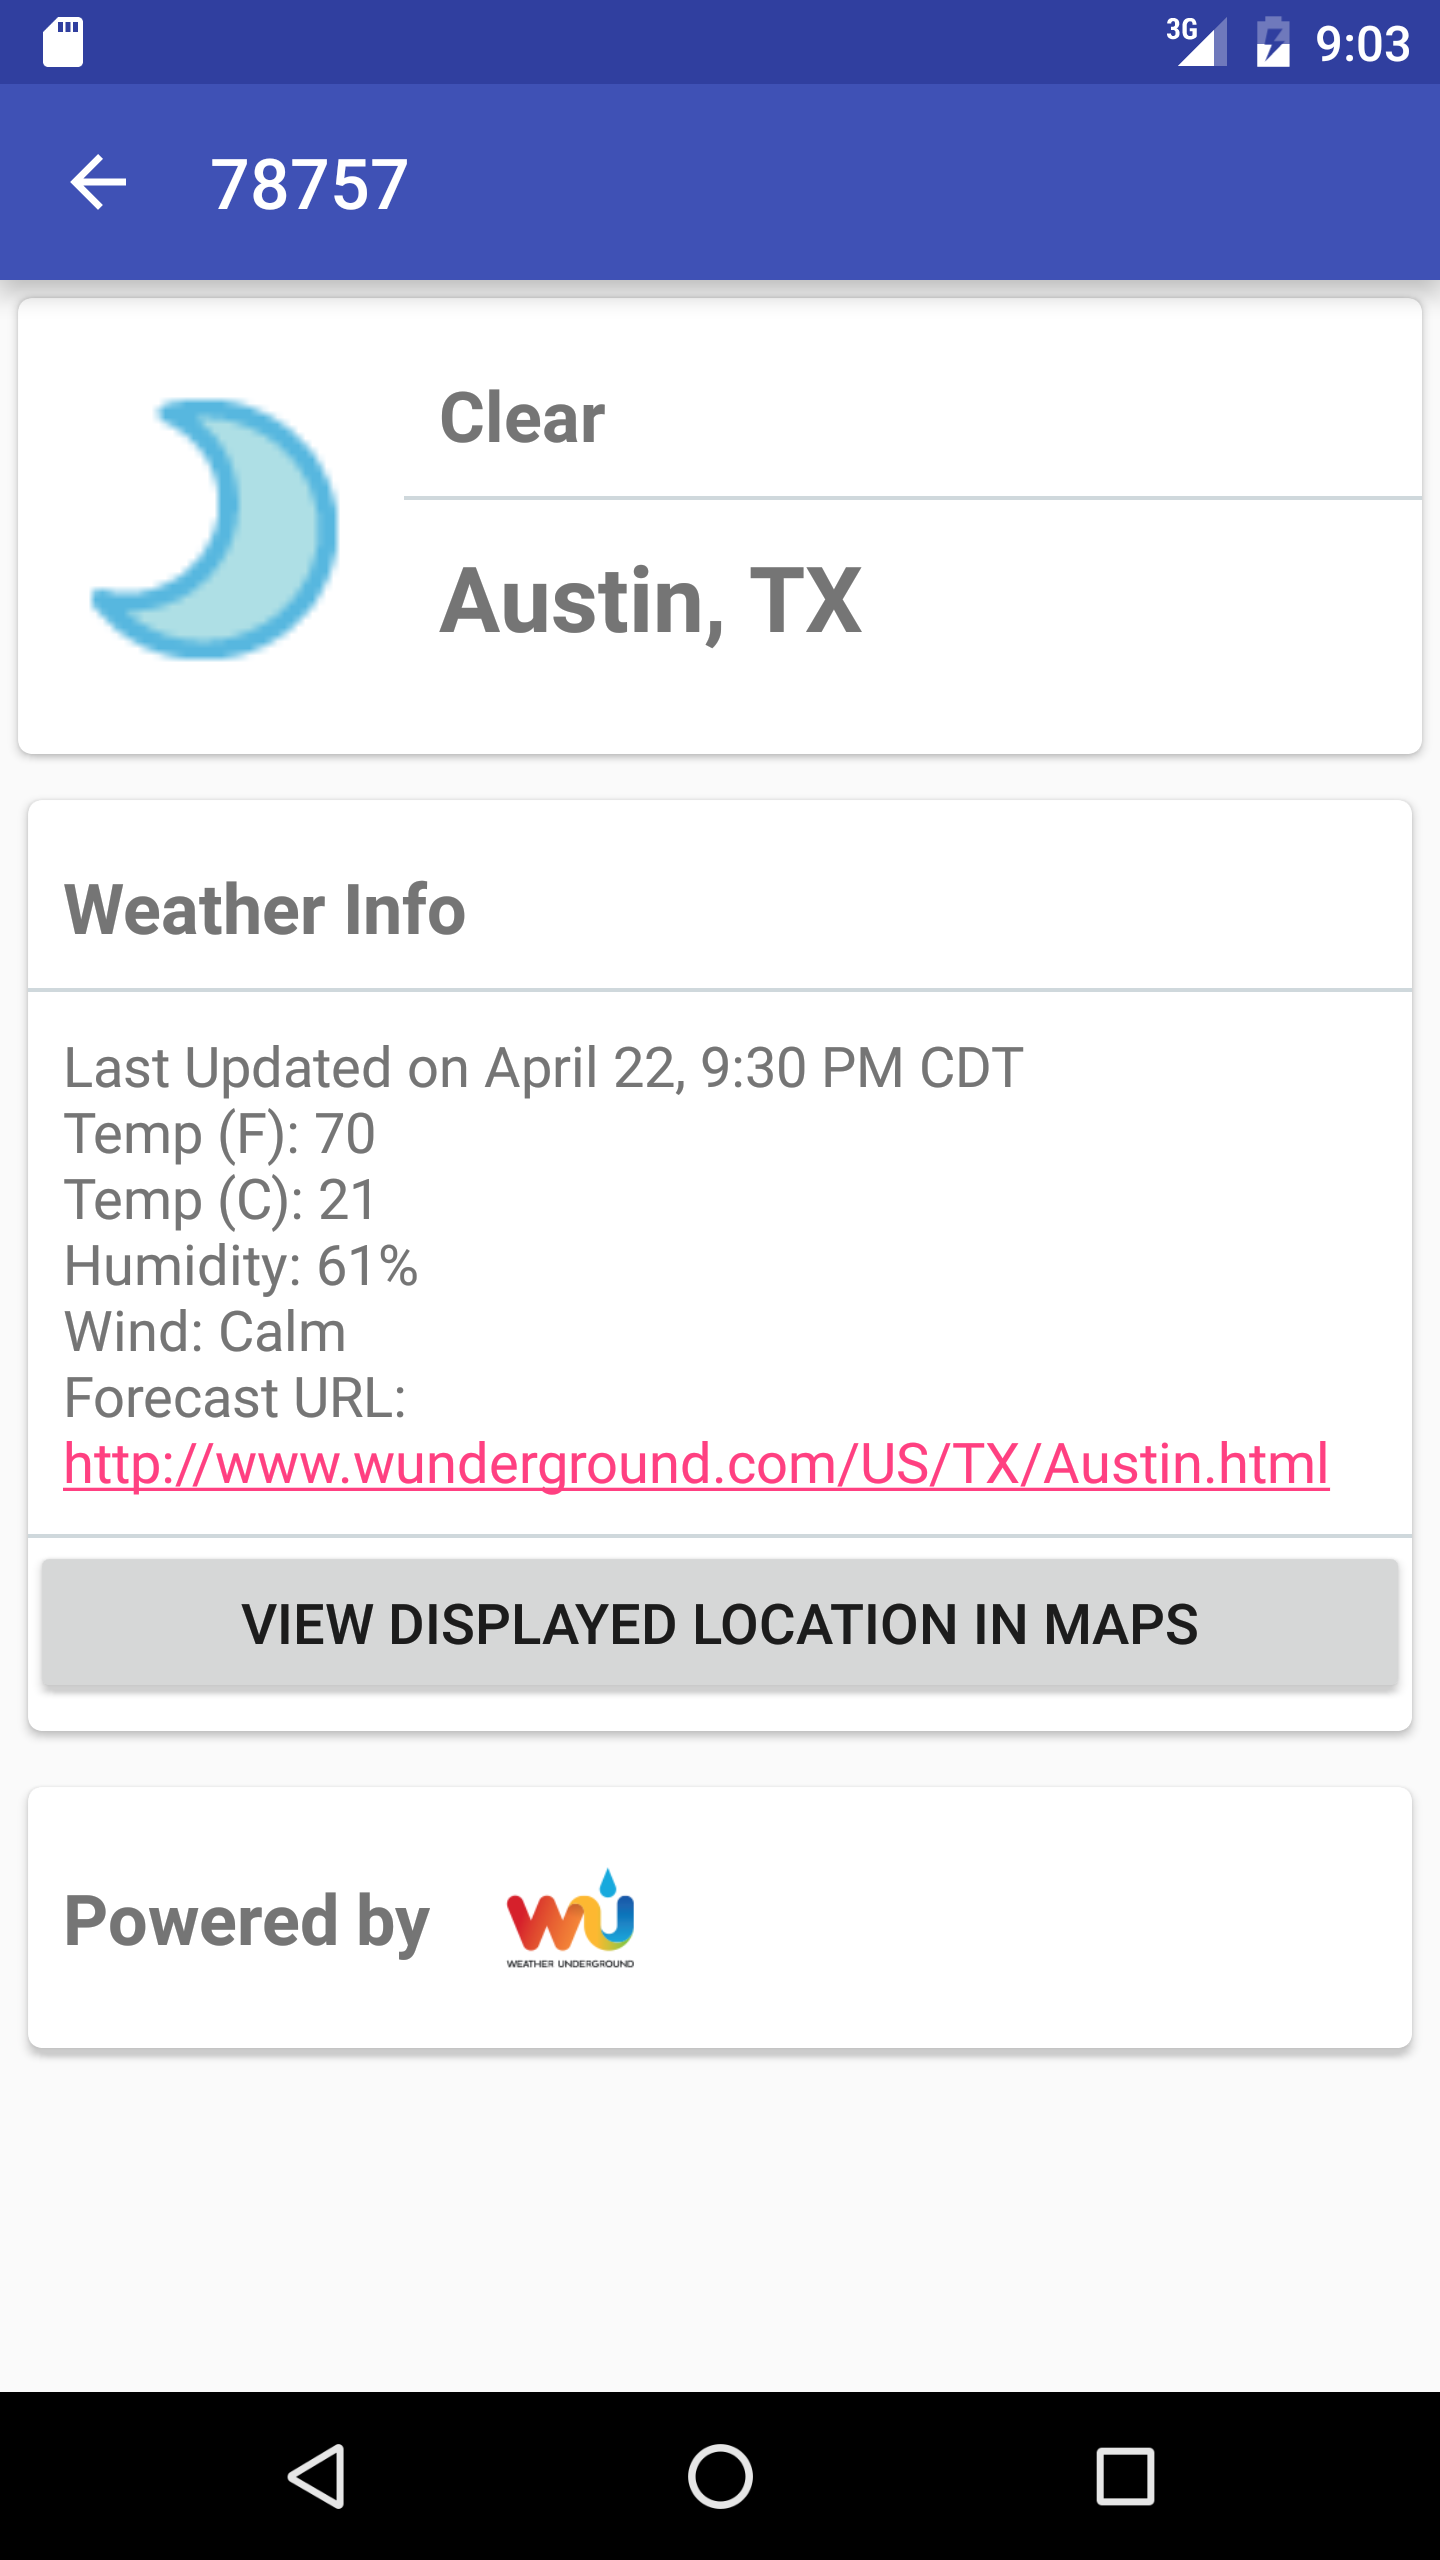 3G 9:03
78757
Clear
Austin, TX
Weather Info
Last Updated on April 22, 9:30 PM CDT
Temp (F): 70
Temp (C): 21
Humidity: 61%
Wind: Calm
Forecast URL:
http://www.wunderground.com/US/TX/Austin.html
VIEW DISPLAYED LOCATION IN MAPS
Powered by
WU
WEATHER UNDERGROUND